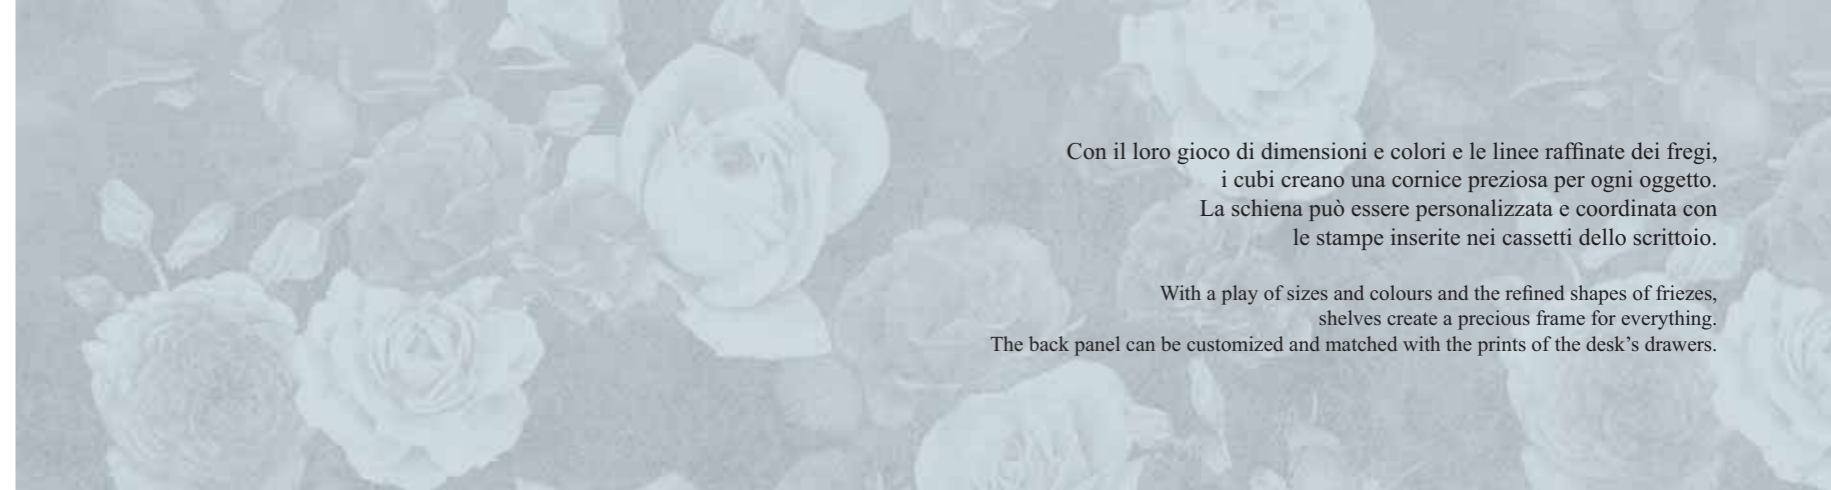 Con il loro gioco di dimensioni e colori e le linee raffinate dei fregi,
i cubi creano una cornice preziosa per ogni oggetto.
La schiena può essere personalizzata e coordinata con
le stampe inserite nei cassetti dello scrittoio.
With a play of sizes and colours and the refined shapes of friezes,
shelves create a precious frame for everything.
The back panel can be customized and matched with the prints of the desk’s drawers.